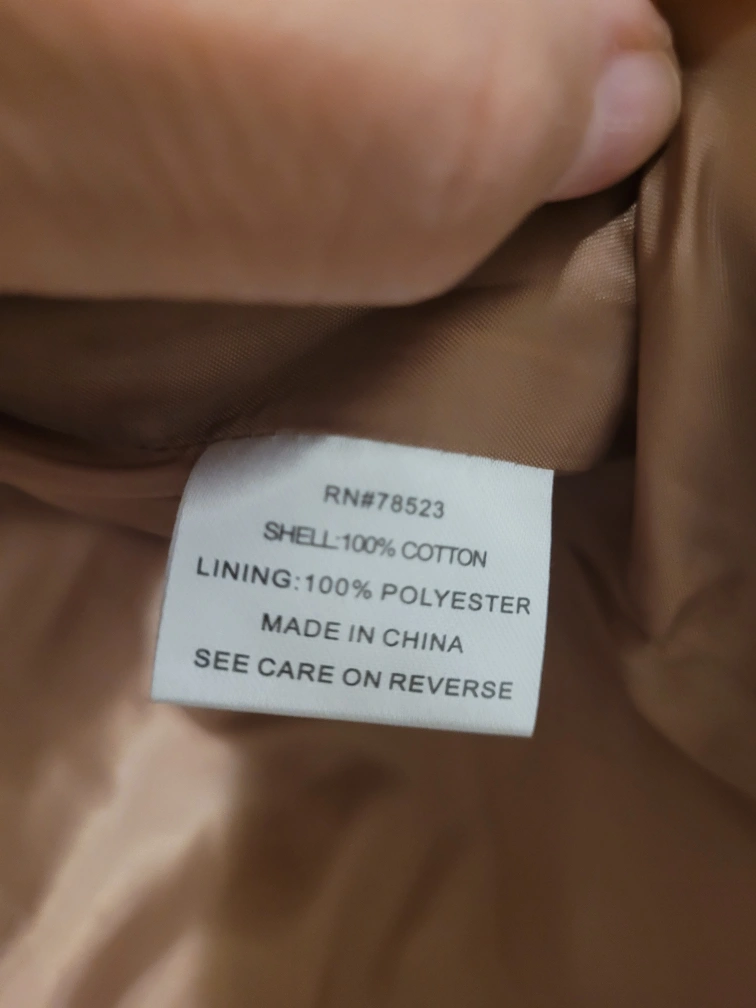 RN#78523
SHELL:100% COTTON
LINING:100% POLYESTER
MADE IN CHINA
SEE CARE ON REVERSE